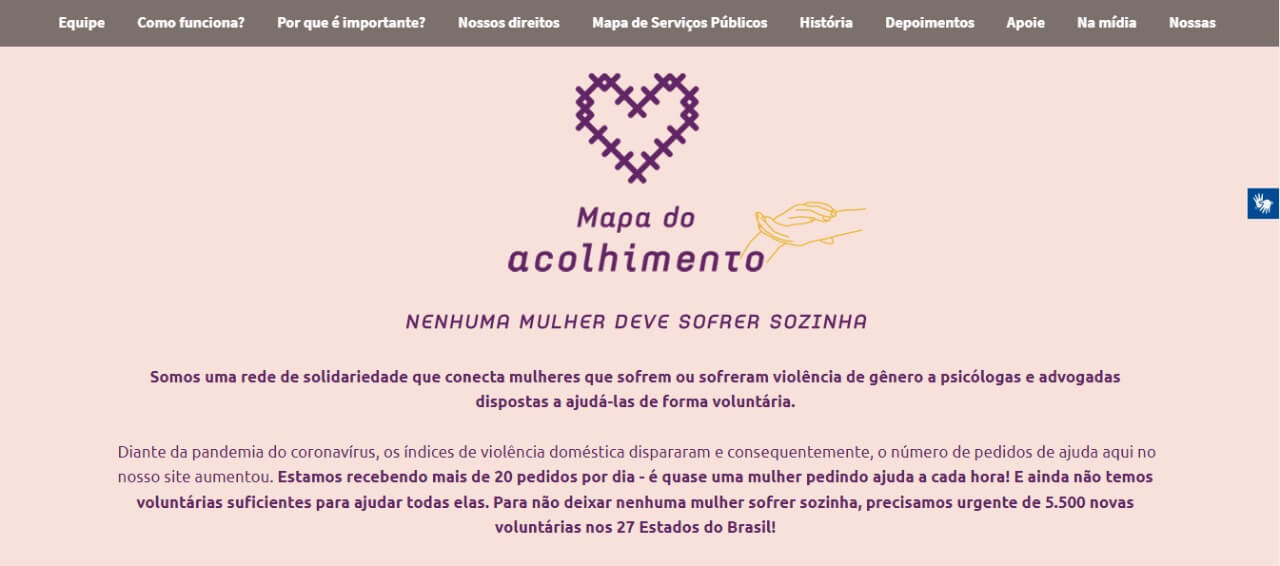 Equipe Como funciona? Por que é importante? Nossos direitos Mapa de Serviços Públicos História Depoimentos Apoie Na mídia Nossas
Mapa do
acolhimento
NENHUMA MULHER DEVE SOFRER SOZINHA
Somos uma rede de solidariedade que conecta mulheres que sofrem ou sofreram violência de gênero a psicólogas e advogadas
dispostas a ajudá-las de forma voluntária.
Diante da pandemia do coronavírus, os índices de violência doméstica dispararam e consequentemente, o número de pedidos de ajuda aqui no
nosso site aumentou. Estamos recebendo mais de 20 pedidos por dia - é quase uma mulher pedindo ajuda a cada hora! E ainda não temos
voluntárias suficientes para ajudar todas elas. Para não deixar nenhuma mulher sofrer sozinha, precisamos urgente de 5.500 novas
voluntárias nos 27 Estados do Brasil!